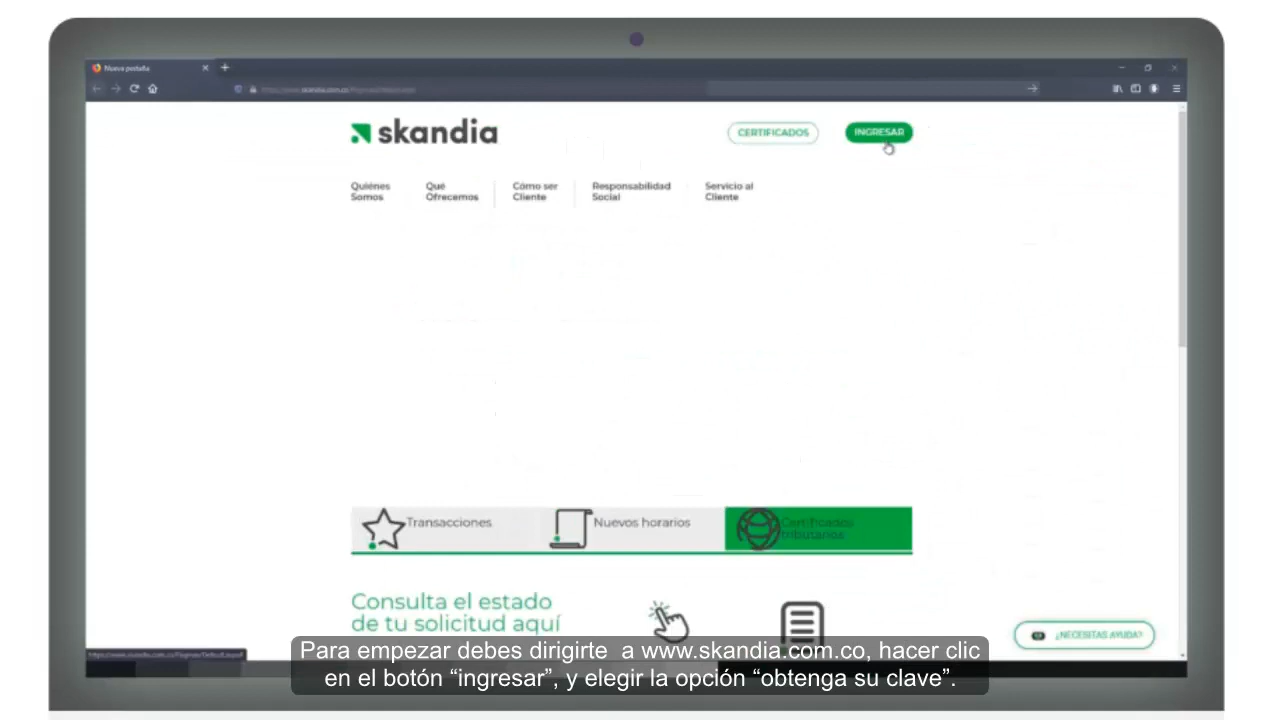 Nueva pestaña
skandia
CERTIFICADOS
INGRESAR
Quiénes
Somos
Qué
Ofrecemos
Cómo ser
Cliente
Responsabilidad
Social
Servicio al
Cliente
Transacciones
Nuevos horarios
Certificados
tributarios
Consulta el estado
de tu solicitud aquí
¿NECESITAS AYUDA?
Para empezar debes dirigirte a www.skandia.com.co, hacer clic
en el botón “ingresar”, y elegir la opción “obtenga su clave”.